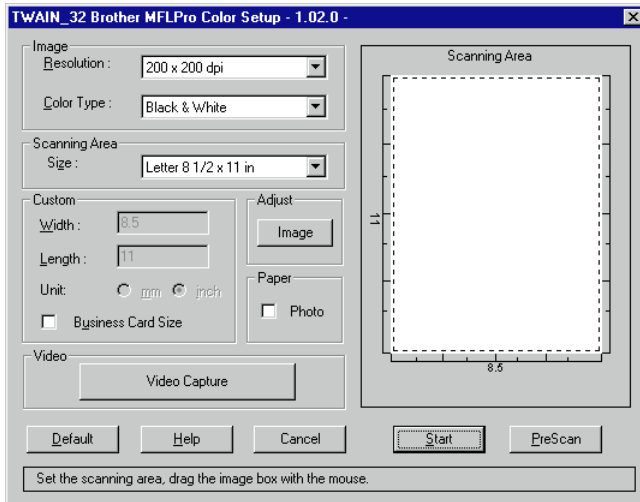 TWAIN_32 Brother MFLPro Color Setup - 1.02.0 -
Image
Resolution :
200 x 200 dpi
Color Type :
Black & White
Scanning Area
Size :
Letter 8 1/2 x 11 in
Custom
Width :
8.5
Length :
11
Unit:
mm
inch
Business Card Size
Adjust
Image
Paper
Photo
Video
Video Capture
Scanning Area
11
8.5
Default
Help
Cancel
Start
PreScan
Set the scanning area, drag the image box with the mouse.